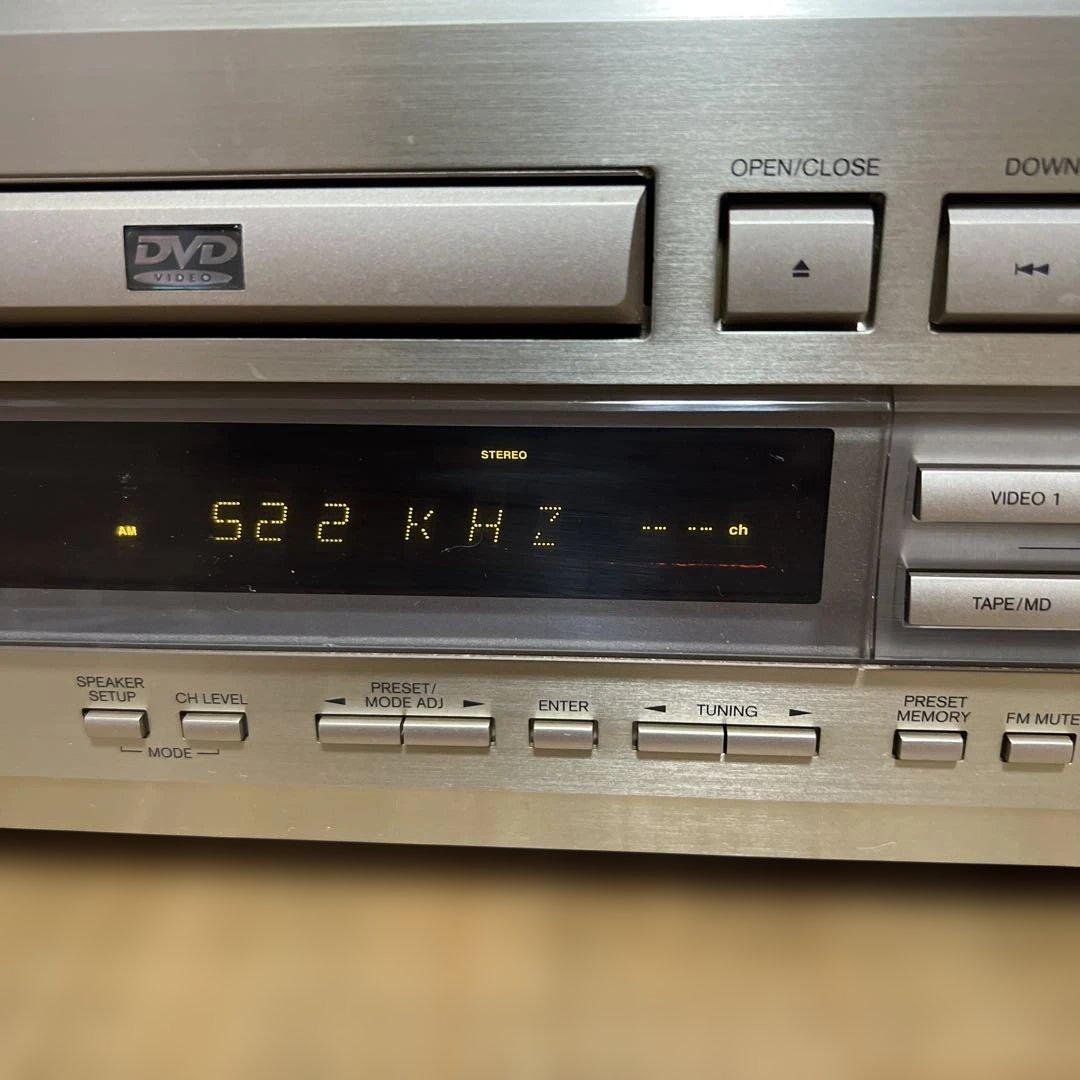 OPEN/CLOSE
DOWN
DVD
VIDEO
STEREO
AM 522 KHZ -- -- ch
VIDEO 1
TAPE/MD
SPEAKER
SETUP
CH LEVEL
MODE
PRESET/
MODE ADJ
ENTER
TUNING
PRESET
MEMORY
FM MUTE